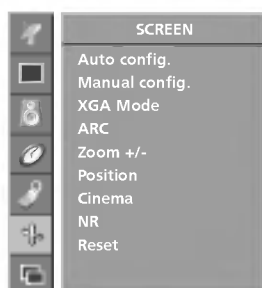 SCREEN
Auto config.
Manual config.
XGA Mode
ARC
Zoom +/-
Position
Cinema
NR
Reset